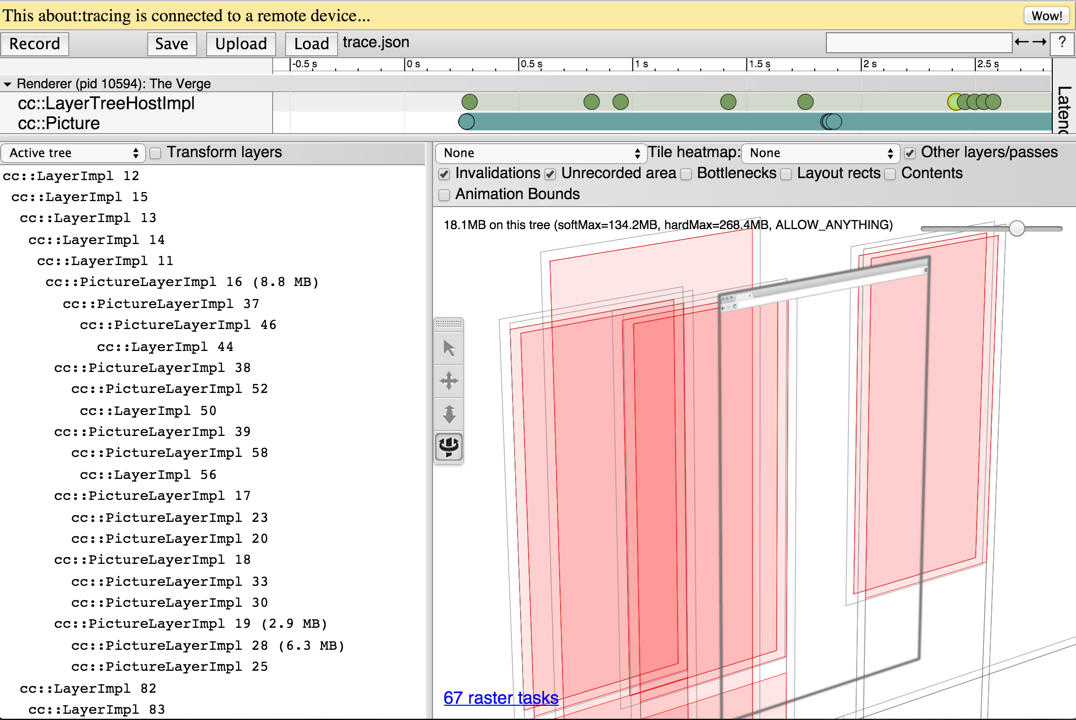 This about:tracing is connected to a remote device... Wow!
Record Save Upload Load trace.json ?
-0.5 s 0 s 0.5 s 1 s 1.5 s 2 s 2.5 s
Renderer (pid 10594): The Verge
cc::LayerTreeHostImpl
cc::Picture
Active tree Transform layers
None Tile heatmap: None Other layers/passes
Invalidations Unrecorded area Bottlenecks Layout rects Contents
Animation Bounds
18.1MB on this tree (softMax=134.2MB, hardMax=268.4MB, ALLOW_ANYTHING)
cc::LayerImpl 12
cc::LayerImpl 15
cc::LayerImpl 13
cc::LayerImpl 14
cc::LayerImpl 11
cc::PictureLayerImpl 16 (8.8 MB)
cc::PictureLayerImpl 37
cc::PictureLayerImpl 46
cc::LayerImpl 44
cc::PictureLayerImpl 38
cc::PictureLayerImpl 52
cc::LayerImpl 50
cc::PictureLayerImpl 39
cc::PictureLayerImpl 58
cc::LayerImpl 56
cc::PictureLayerImpl 17
cc::PictureLayerImpl 23
cc::PictureLayerImpl 20
cc::PictureLayerImpl 18
cc::PictureLayerImpl 33
cc::PictureLayerImpl 30
cc::PictureLayerImpl 19 (2.9 MB)
cc::PictureLayerImpl 28 (6.3 MB)
cc::PictureLayerImpl 25
cc::LayerImpl 82
cc::LayerImpl 83
67 raster tasks